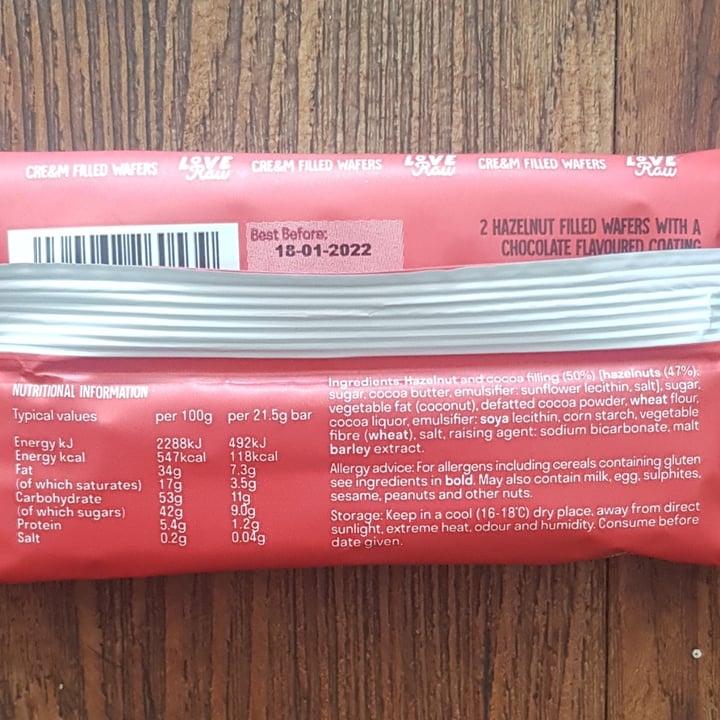 CRE&M FILLED WAFERS LOVE Raw CRE&M FILLED WAFERS LOVE Raw CRE&M FILLED WAFERS LOVE Raw
Best Before:
18-01-2022
2 HAZELNUT FILLED WAFERS WITH A
CHOCOLATE FLAVOURED COATING
NUTRITIONAL INFORMATION
Typical values per 100g per 21.5g bar
Energy kJ 2288kJ 492kJ
Energy kcal 547kcal 118kcal
Fat 34g 7.3g
(of which saturates) 17g 3.5g
Carbohydrate 53g 11g
(of which sugars) 42g 9.0g
Protein 5.4g 1.2g
Salt 0.2g 0.04g
Ingredients: Hazelnut and cocoa filling (50%) [hazelnuts (47%),
sugar, cocoa butter, emulsifier: sunflower lecithin, salt], sugar,
vegetable fat (coconut), defatted cocoa powder, wheat flour,
cocoa liquor, emulsifier: soya lecithin, corn starch, vegetable
fibre (wheat), salt, raising agent: sodium bicarbonate, malt
barley extract.
Allergy advice: For allergens including cereals containing gluten
see ingredients in bold. May also contain milk, egg, sulphites,
sesame, peanuts and other nuts.
Storage: Keep in a cool (16-18°C) dry place, away from direct
sunlight, extreme heat, odour and humidity. Consume before
date given.